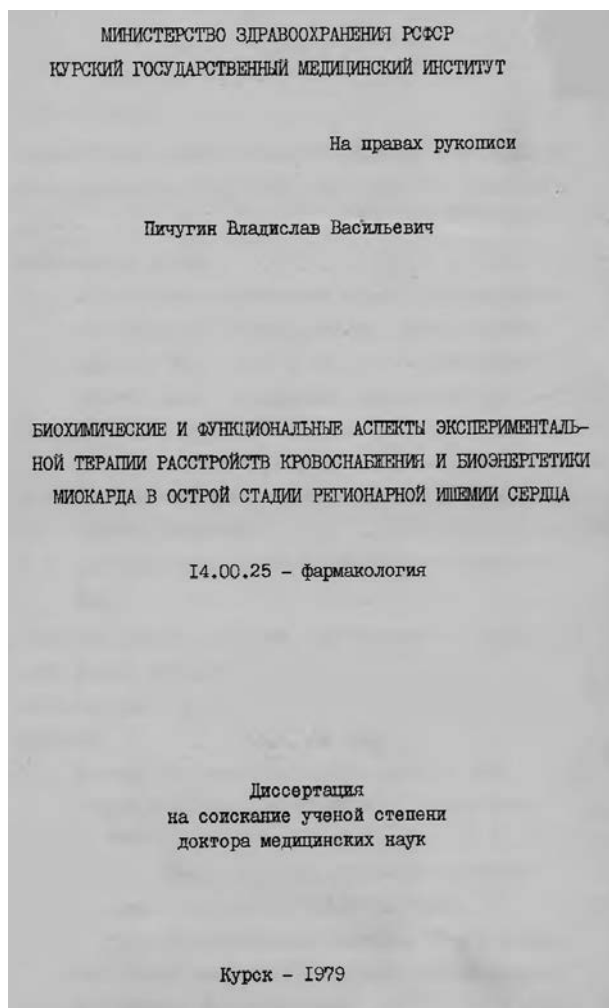 МИНИСТЕРСТВО ЗДРАВООХРАНЕНИЯ РСФСР
КУРСКИЙ ГОСУДАРСТВЕННЫЙ МЕДИЦИНСКИЙ ИНСТИТУТ
На правах рукописи
Пичугин Владислав Васильевич
БИОХИМИЧЕСКИЕ И ФУНКЦИОНАЛЬНЫЕ АСПЕКТЫ ЭКСПЕРИМЕНТАЛЬ-
НОЙ ТЕРАПИИ РАССТРОЙСТВ КРОВОСНАБЖЕНИЯ И БИОЭНЕРГЕТИКИ
МИОКАРДА В ОСТРОЙ СТАДИИ РЕГИОНАРНОЙ ИШЕМИИ СЕРДЦА
I4.00.25 - фармакология
Диссертация
на соискание ученой степени
доктора медицинских наук
Курск - I979